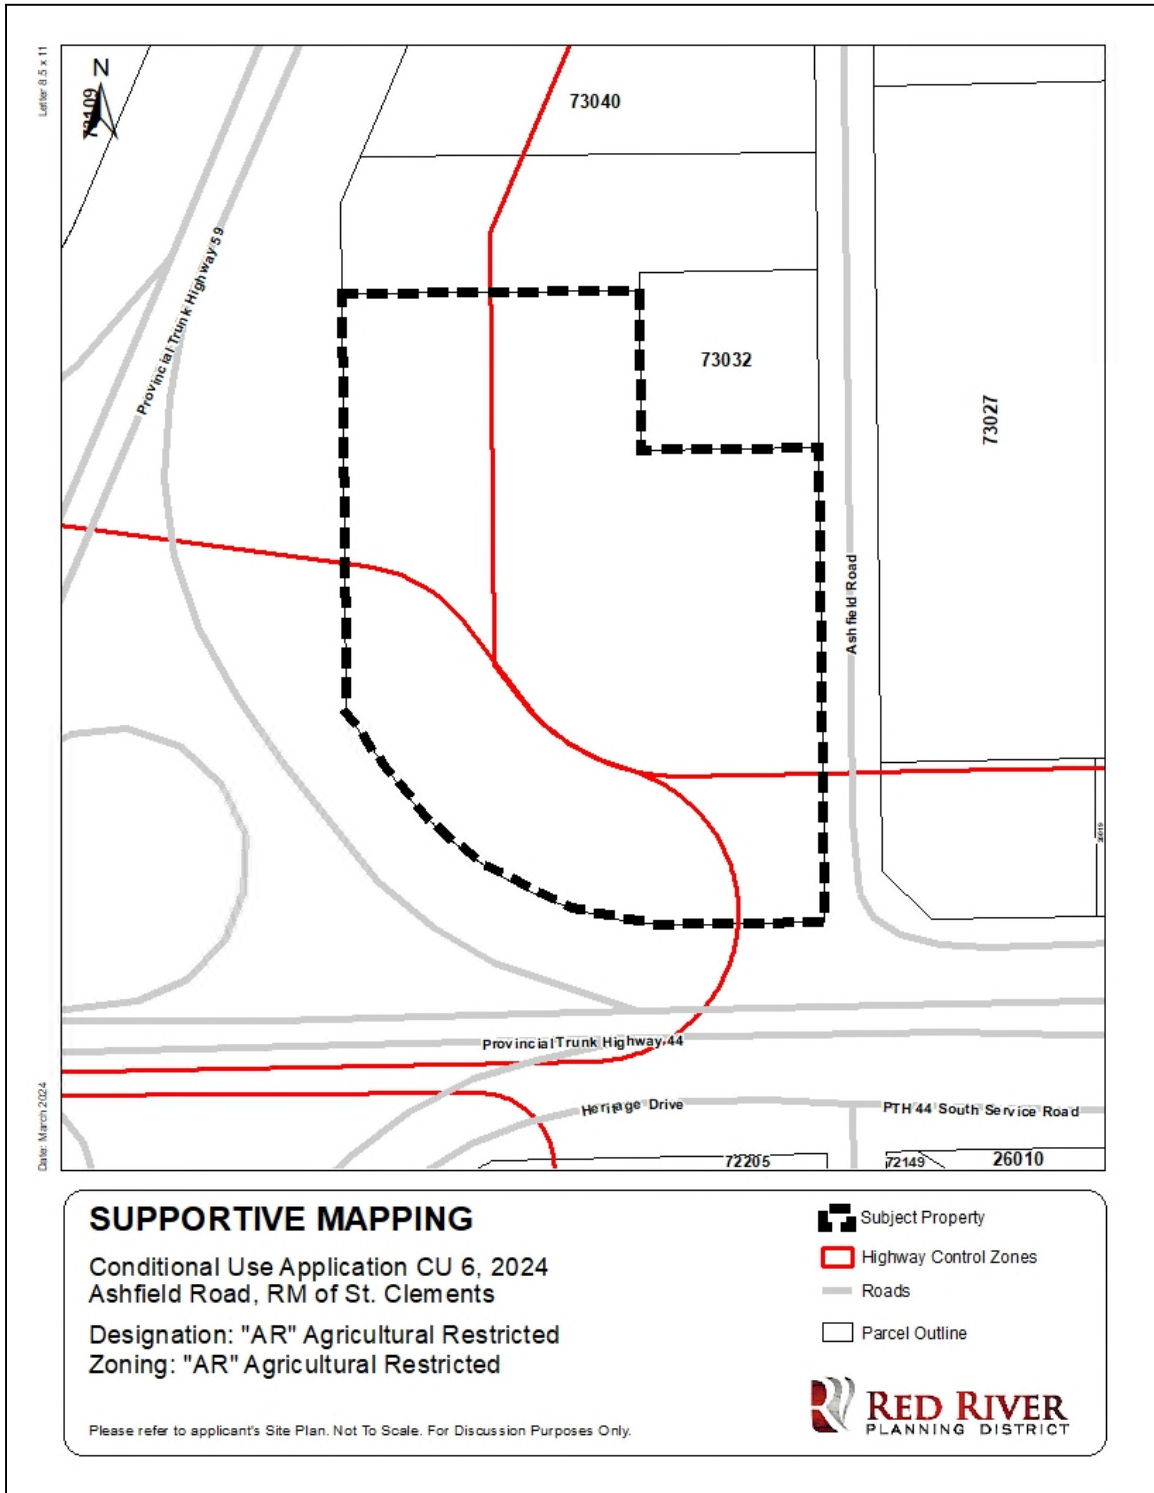 Letter 8.5 x 11
N
73109
73040
Provincial Trunk Highway 59
73032
73027
Ashfield Road
Provincial Trunk Highway 44
Heritage Drive
PTH 44 South Service Road
Date: March 2024
72205
72149
26010
SUPPORTIVE MAPPING
Conditional Use Application CU 6, 2024
Ashfield Road, RM of St. Clements
Designation: "AR" Agricultural Restricted
Zoning: "AR" Agricultural Restricted
Please refer to applicant's Site Plan. Not To Scale. For Discussion Purposes Only.
Subject Property
Highway Control Zones
Roads
Parcel Outline
RED RIVER
PLANNING DISTRICT